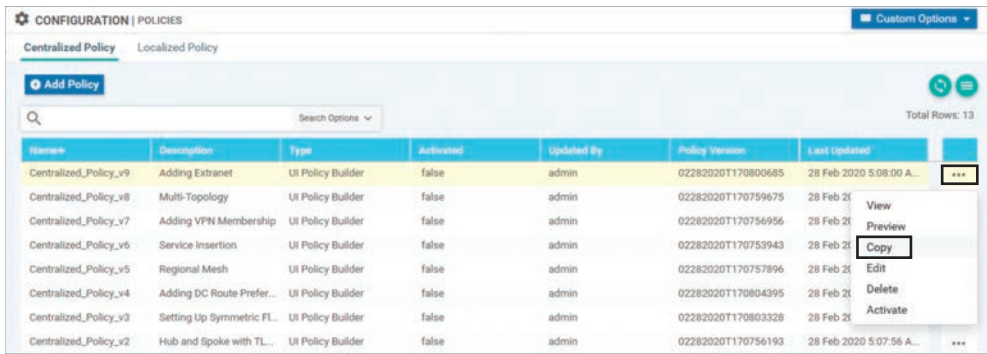 CONFIGURATION | POLICIES
Custom Options
Centralized Policy Localized Policy
Add Policy
Search Options
Total Rows: 13
Name Description Type Activated Updated By Policy Version Last Updated
Centralized_Policy_v9 Adding Extranet UI Policy Builder false admin 02282020T170800685 28 Feb 2020 5:08:00 A...
Centralized_Policy_v8 Multi-Topology UI Policy Builder false admin 02282020T170759675 28 Feb 20
View
Centralized_Policy_v7 Adding VPN Membership UI Policy Builder false admin 02282020T170756956 28 Feb 20
Preview
Centralized_Policy_v6 Service Insertion UI Policy Builder false admin 02282020T170753943 28 Feb 20
Copy
Centralized_Policy_v5 Regional Mesh UI Policy Builder false admin 02282020T170757896 28 Feb 20
Edit
Centralized_Policy_v4 Adding DC Route Prefer... UI Policy Builder false admin 02282020T170804395 28 Feb 20
Delete
Centralized_Policy_v3 Setting Up Symmetric Fl... UI Policy Builder false admin 02282020T170803328 28 Feb 20
Activate
Centralized_Policy_v2 Hub and Spoke with TL... UI Policy Builder false admin 02282020T170756193 28 Feb 2020 5:07:56 A...